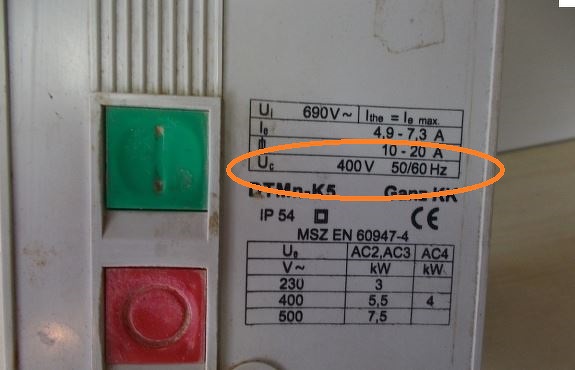 Ui 690V~ Ithe = Ie max.
Ie 4,9 - 7,3 A
10 - 20 A
Uc 400 V 50/60 Hz
K5 Ganz KK
IP 54 CE
MSZ EN 60947-4
Ue AC2,AC3 AC4
V~ kW kW
230 3
400 5,5 4
500 7,5